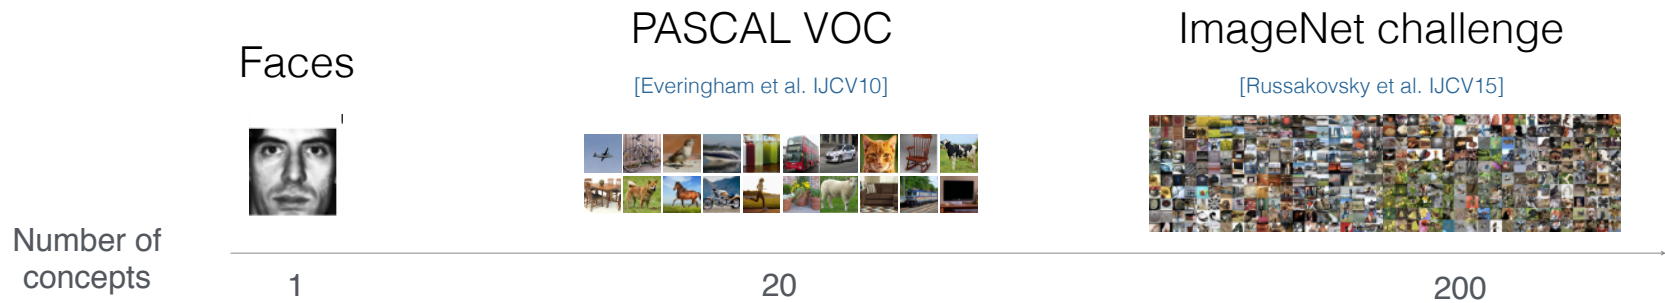 Faces
PASCAL VOC
[Everingham et al. IJCV10]
ImageNet challenge
[Russakovsky et al. IJCV15]
Number of
concepts
1
20
200